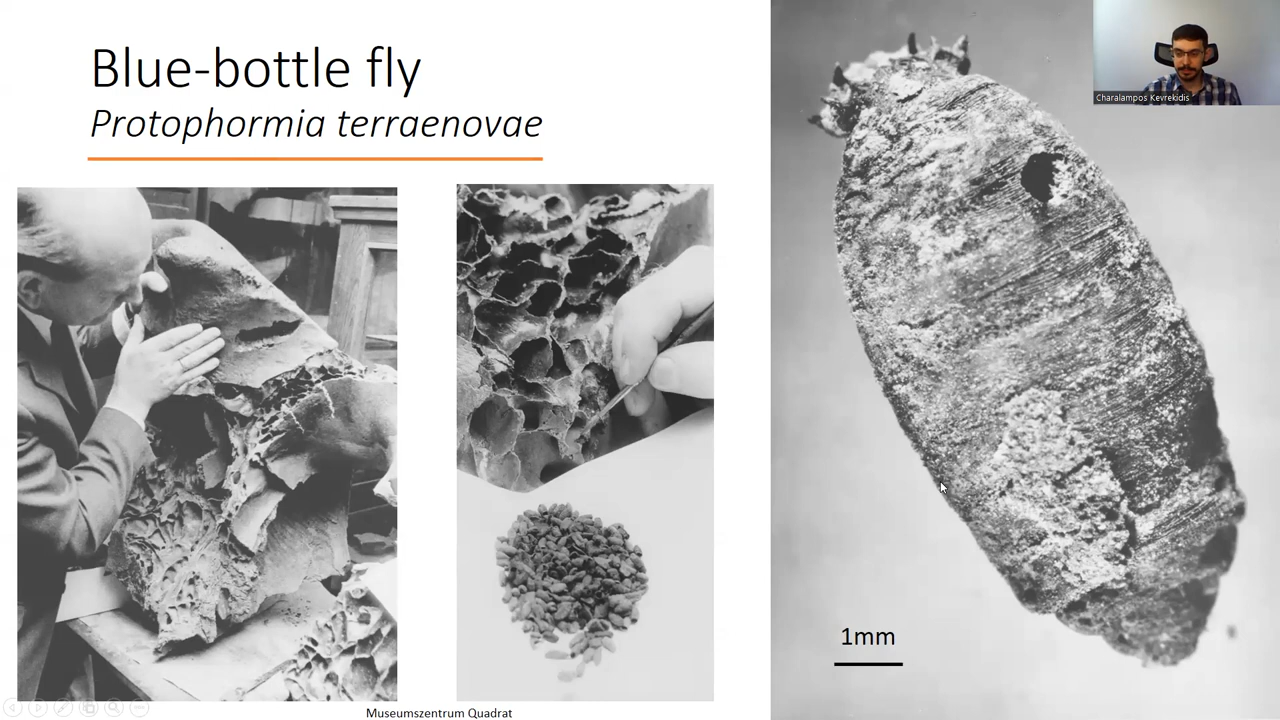 Blue-bottle fly
Protophormia terraenovae
Charalampos Kevrekidis
1mm
Museumszentrum Quadrat